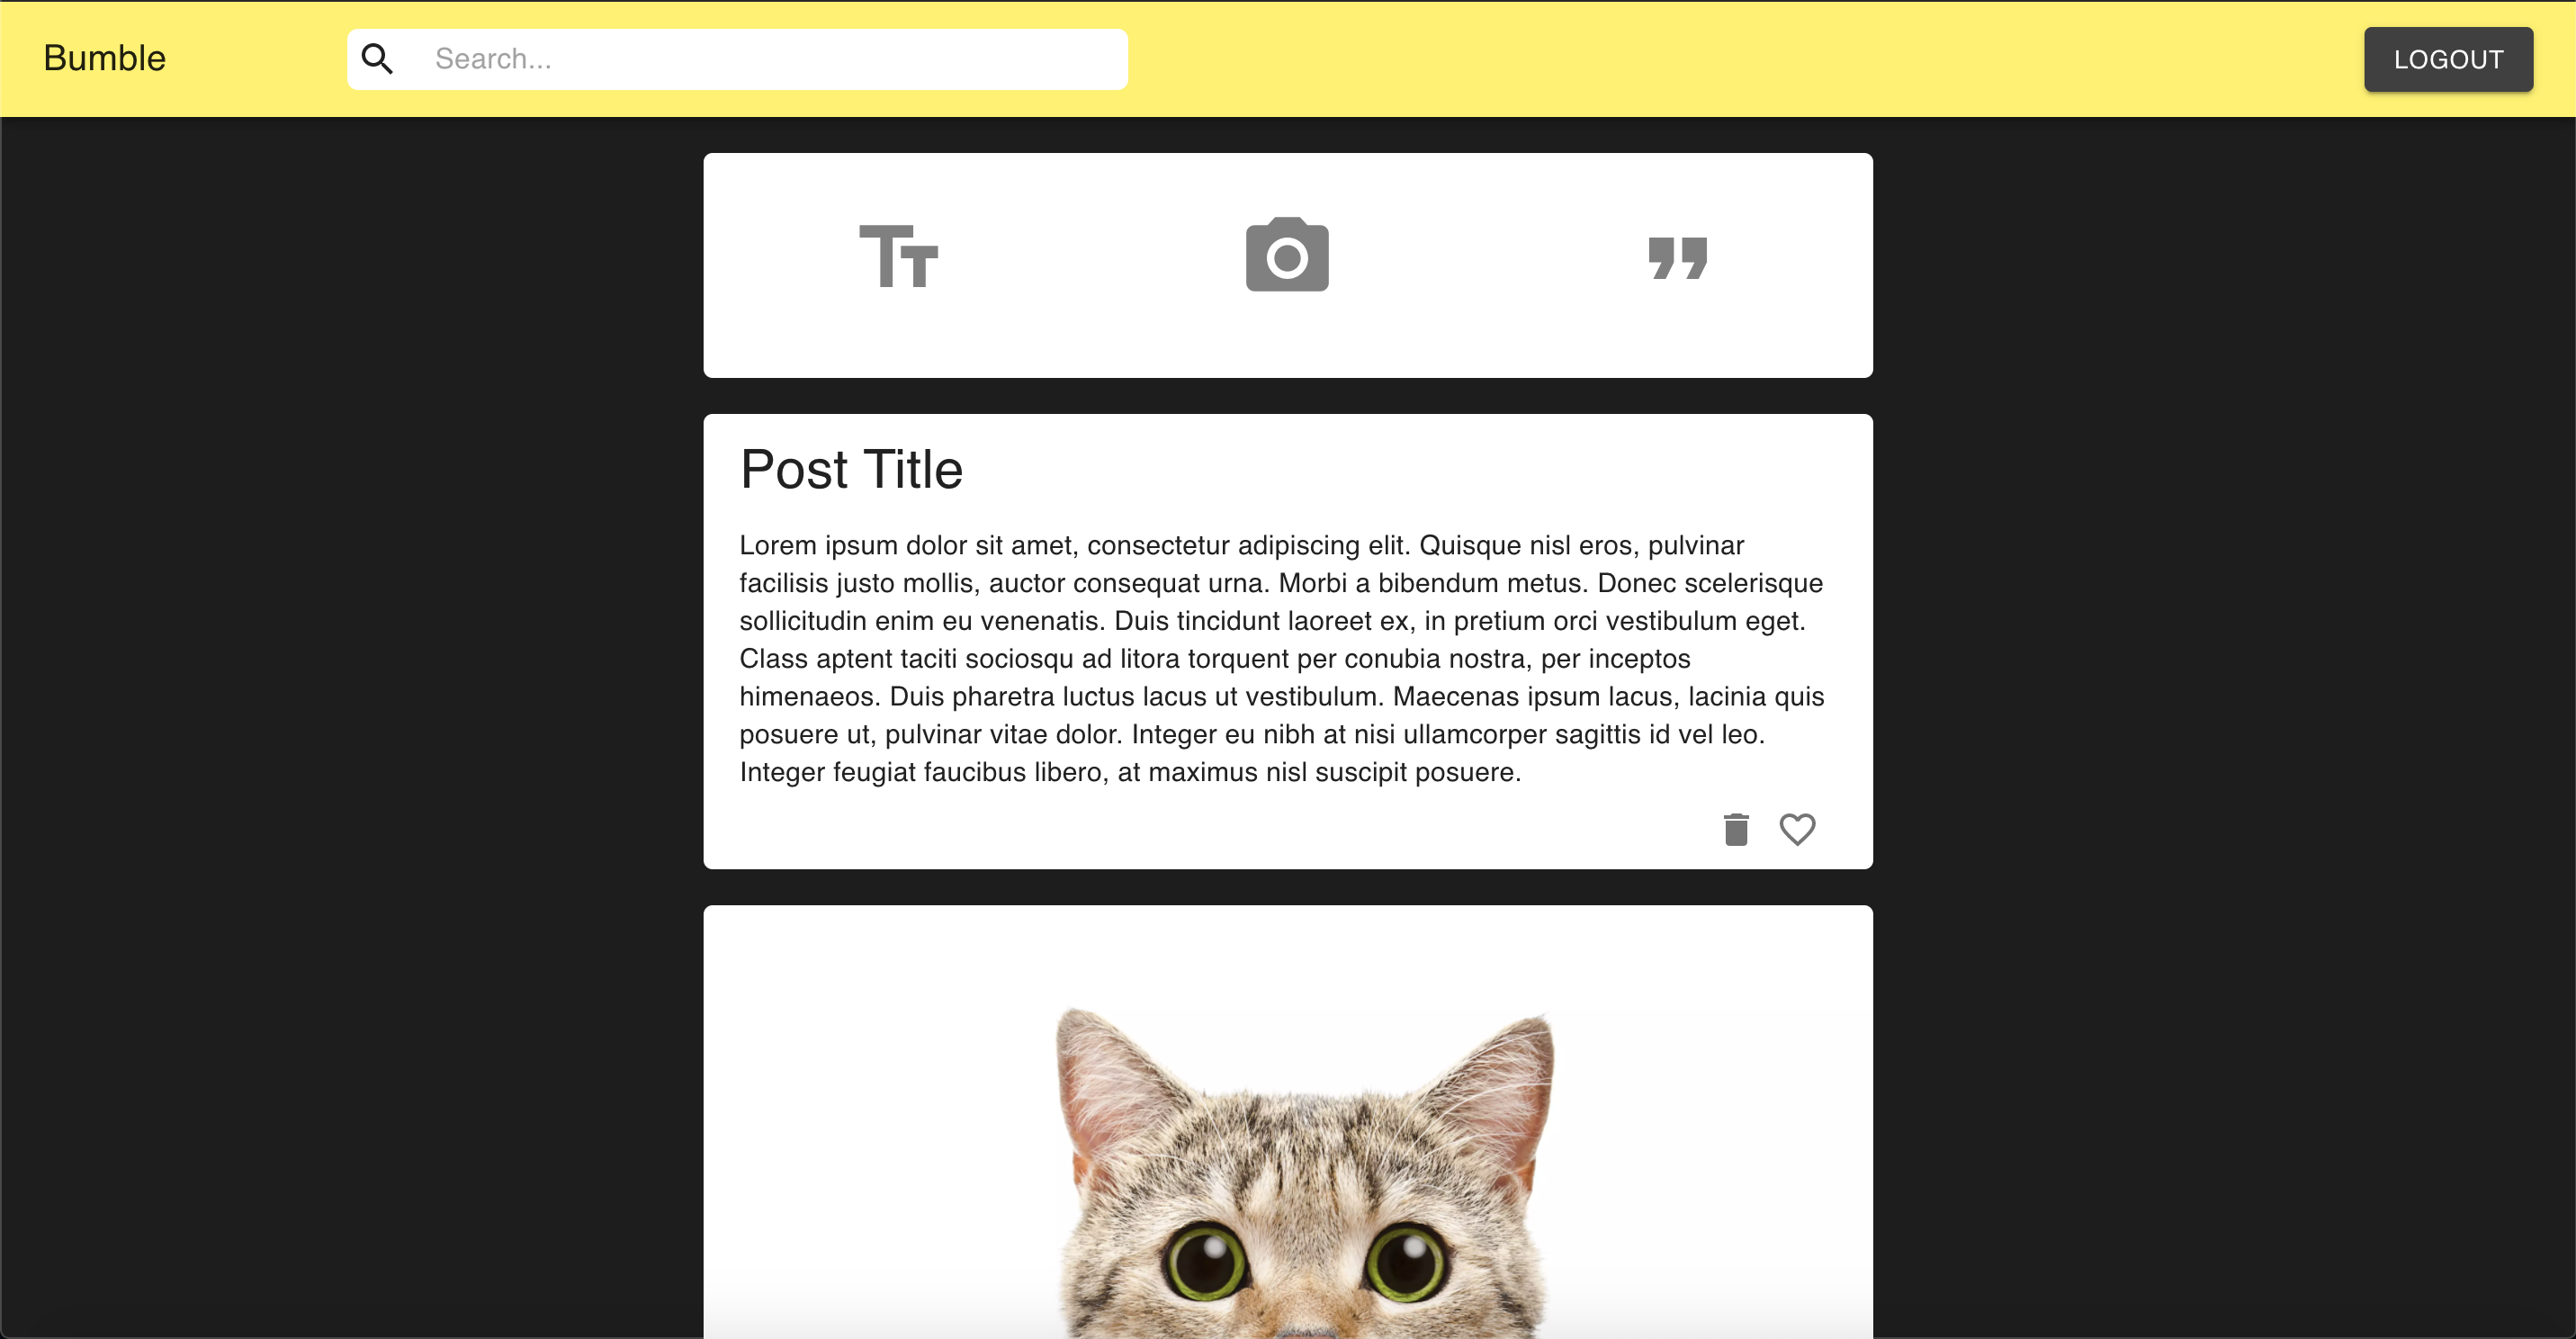 Bumble
Search...
LOGOUT
Post Title
Lorem ipsum dolor sit amet, consectetur adipiscing elit. Quisque nisl eros, pulvinar
facilisis justo mollis, auctor consequat urna. Morbi a bibendum metus. Donec scelerisque
sollicitudin enim eu venenatis. Duis tincidunt laoreet ex, in pretium orci vestibulum eget.
Class aptent taciti sociosqu ad litora torquent per conubia nostra, per inceptos
himenaeos. Duis pharetra luctus lacus ut vestibulum. Maecenas ipsum lacus, lacinia quis
posuere ut, pulvinar vitae dolor. Integer eu nibh at nisi ullamcorper sagittis id vel leo.
Integer feugiat faucibus libero, at maximus nisl suscipit posuere.